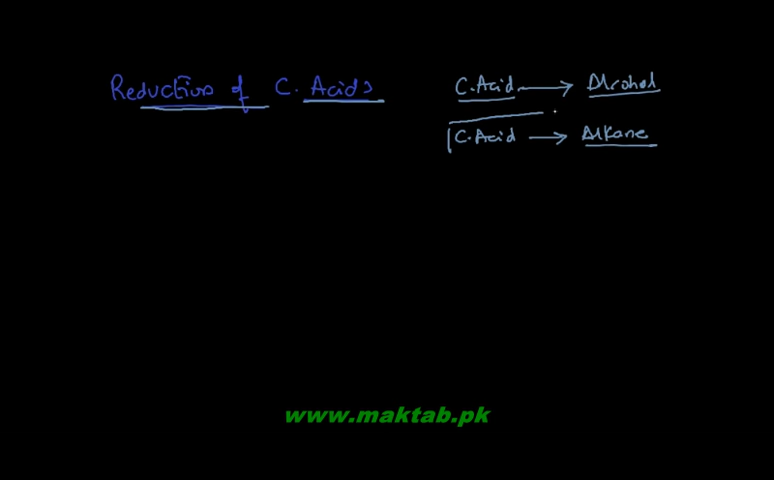 Reduction of C. Acids
C.Acid → Alcohol
C.Acid → Alkane
www.maktab.pk